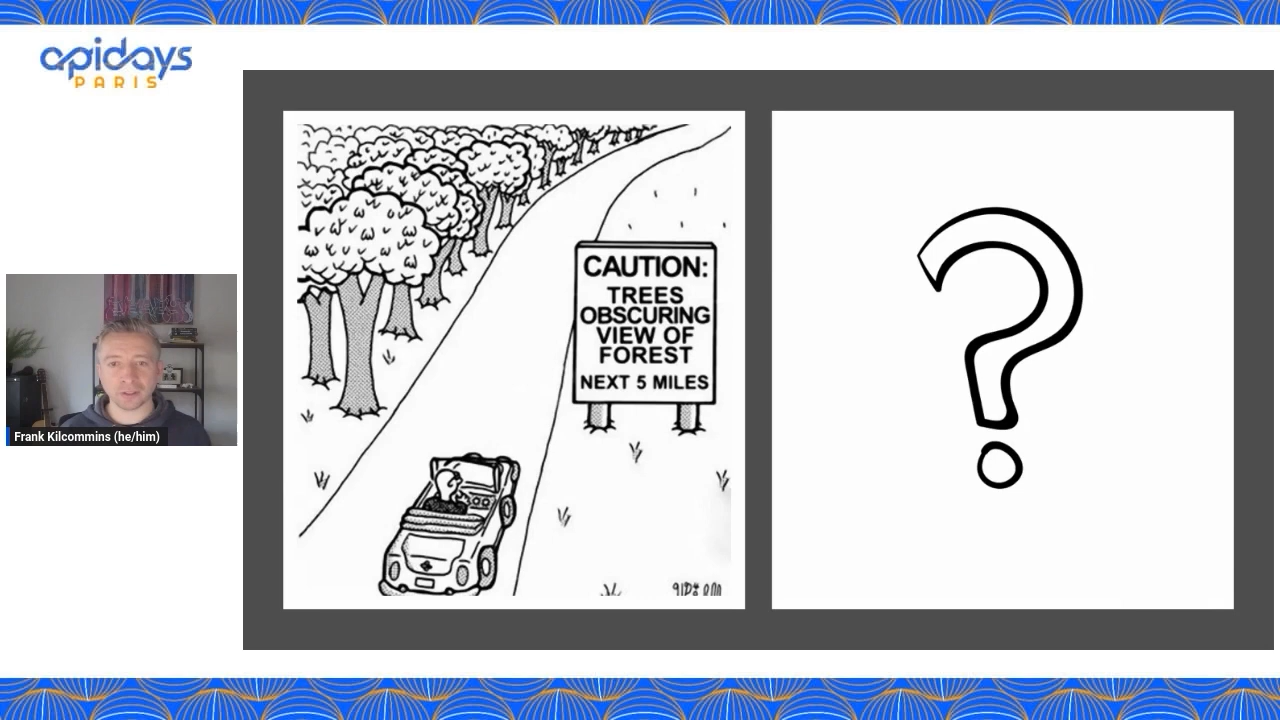 apidays
PARIS
CAUTION:
TREES
OBSCURING
VIEW OF
FOREST
NEXT 5 MILES
Frank Kilcommins (he/him)